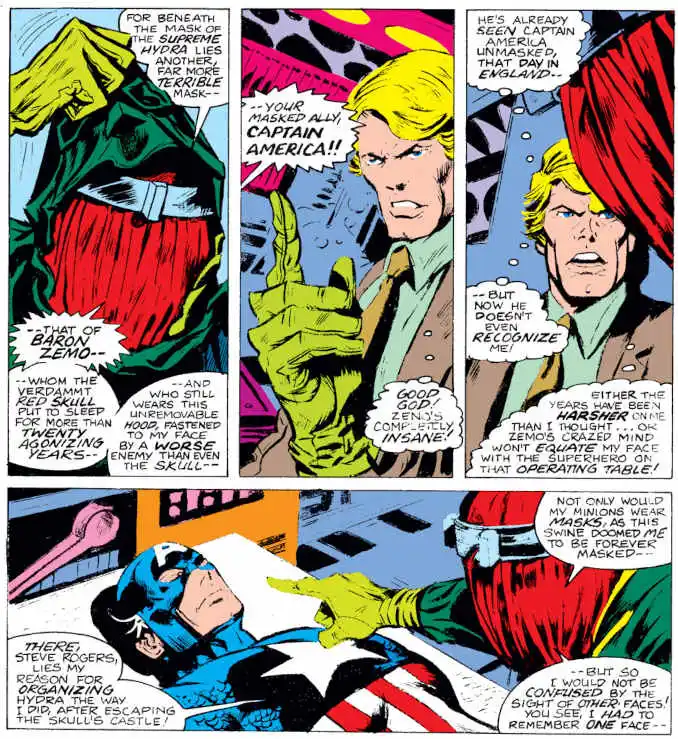 FOR BENEATH
THE MASK OF
THE SUPREME
HYDRA LIES
ANOTHER,
FAR MORE
TERRIBLE
MASK--
--THAT OF
BARON
ZEMO--
--WHOM THE
VERDAMMT
RED SKULL
PUT TO SLEEP
FOR MORE THAN
TWENTY
AGONIZING
YEARS--
--AND
WHO STILL
WEARS THIS
UNREMOVABLE
HOOD, FASTENED
TO MY FACE
BY A WORSE
ENEMY THAN EVEN
THE SKULL--
--YOUR
MASKED ALLY,
CAPTAIN
AMERICA!!
GOOD
GOD!
ZEMO'S
COMPLETELY
INSANE!
HE'S ALREADY
SEEN CAPTAIN
AMERICA
UNMASKED,
THAT DAY IN
ENGLAND--
--BUT
NOW HE
DOESN'T
EVEN
RECOGNIZE
ME!
EITHER THE
YEARS HAVE BEEN
HARSHER ON ME
THAN I THOUGHT... OR
ZEMO'S CRAZED MIND
WON'T EQUATE MY FACE
WITH THE SUPERHERO ON
THAT OPERATING TABLE!
THERE,
STEVE ROGERS,
LIES MY
REASON FOR
ORGANIZING
HYDRA THE WAY
I DID, AFTER ESCAPING
THE SKULL'S CASTLE!
NOT ONLY WOULD
MY MINIONS WEAR
MASKS, AS THIS
SWINE DOOMED ME
TO BE FOREVER
MASKED--
--BUT SO
I WOULD NOT BE
CONFUSED BY THE
SIGHT OF OTHER FACES!
YOU SEE, I HAD TO
REMEMBER ONE FACE--